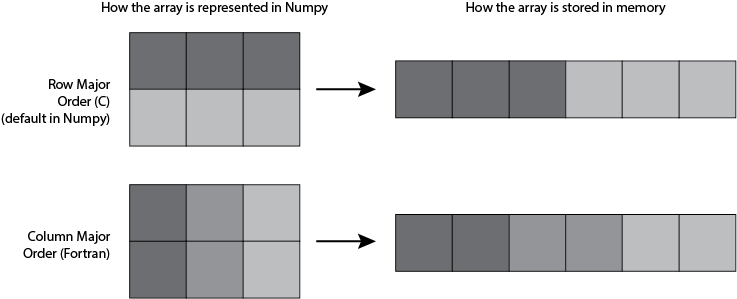 How the array is represented in Numpy
How the array is stored in memory
Row Major
Order (C)
(default in Numpy)
Column Major
Order (Fortran)